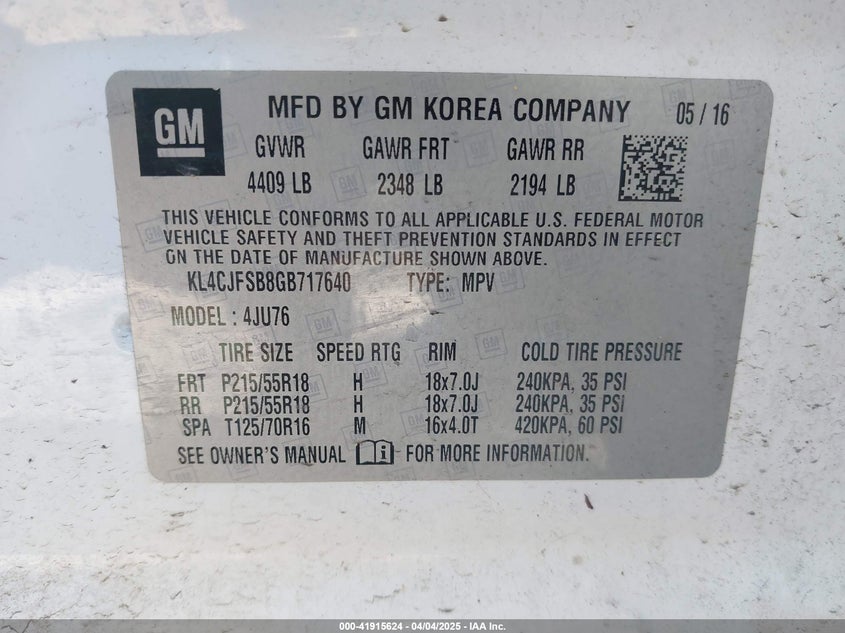 GM
MFD BY GM KOREA COMPANY 05 / 16
GVWR GAWR FRT GAWR RR
4409 LB 2348 LB 2194 LB
THIS VEHICLE CONFORMS TO ALL APPLICABLE U.S. FEDERAL MOTOR
VEHICLE SAFETY AND THEFT PREVENTION STANDARDS IN EFFECT
ON THE DATE OF MANUFACTURE SHOWN ABOVE.
KL4CJFSB8GB717640 TYPE: MPV
MODEL : 4JU76
TIRE SIZE SPEED RTG RIM COLD TIRE PRESSURE
FRT P215/55R18 H 18x7.0J 240KPA, 35 PSI
RR P215/55R18 H 18x7.0J 240KPA, 35 PSI
SPA T125/70R16 M 16x4.0T 420KPA, 60 PSI
SEE OWNER'S MANUAL i FOR MORE INFORMATION.
000-41915624 - 04/04/2025 - IAA Inc.